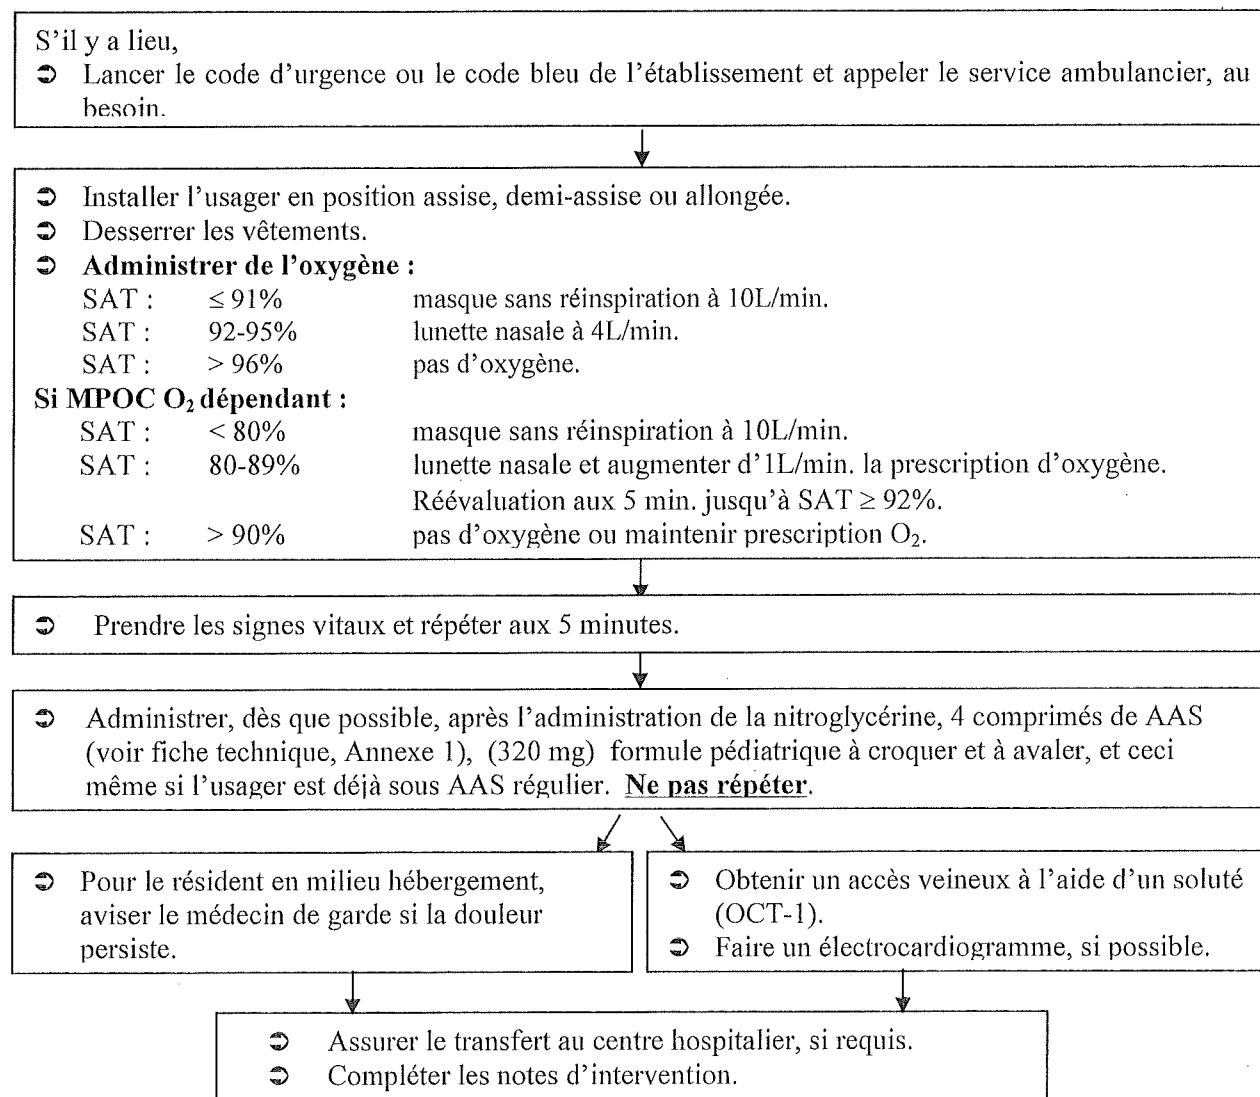 S'il y a lieu,
➲ Lancer le code d'urgence ou le code bleu de l'établissement et appeler le service ambulancier, au
besoin.
➲ Installer l'usager en position assise, demi-assise ou allongée.
➲ Desserrer les vêtements.
➲ Administrer de l'oxygène :
SAT : ≤ 91% masque sans réinspiration à 10L/min.
SAT : 92-95% lunette nasale à 4L/min.
SAT : > 96% pas d'oxygène.
Si MPOC O₂ dépendant :
SAT : < 80% masque sans réinspiration à 10L/min.
SAT : 80-89% lunette nasale et augmenter d'1L/min. la prescription d'oxygène.
Réévaluation aux 5 min. jusqu'à SAT ≥ 92%.
SAT : > 90% pas d'oxygène ou maintenir prescription O₂.
➲ Prendre les signes vitaux et répéter aux 5 minutes.
➲ Administrer, dès que possible, après l'administration de la nitroglycérine, 4 comprimés de AAS
(voir fiche technique, Annexe 1), (320 mg) formule pédiatrique à croquer et à avaler, et ceci
même si l'usager est déjà sous AAS régulier. Ne pas répéter.
➲ Pour le résident en milieu hébergement,
aviser le médecin de garde si la douleur
persiste.
➲ Obtenir un accès veineux à l'aide d'un soluté
(OCT-1).
➲ Faire un électrocardiogramme, si possible.
➲ Assurer le transfert au centre hospitalier, si requis.
➲ Compléter les notes d'intervention.